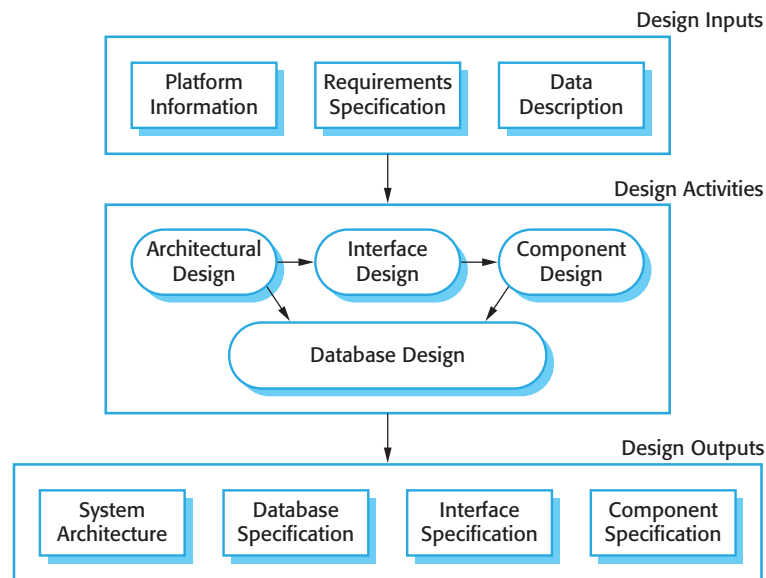 Design Inputs
Platform
Information
Requirements
Specification
Data
Description
Design Activities
Architectural
Design
Interface
Design
Component
Design
Database Design
Design Outputs
System
Architecture
Database
Specification
Interface
Specification
Component
Specification